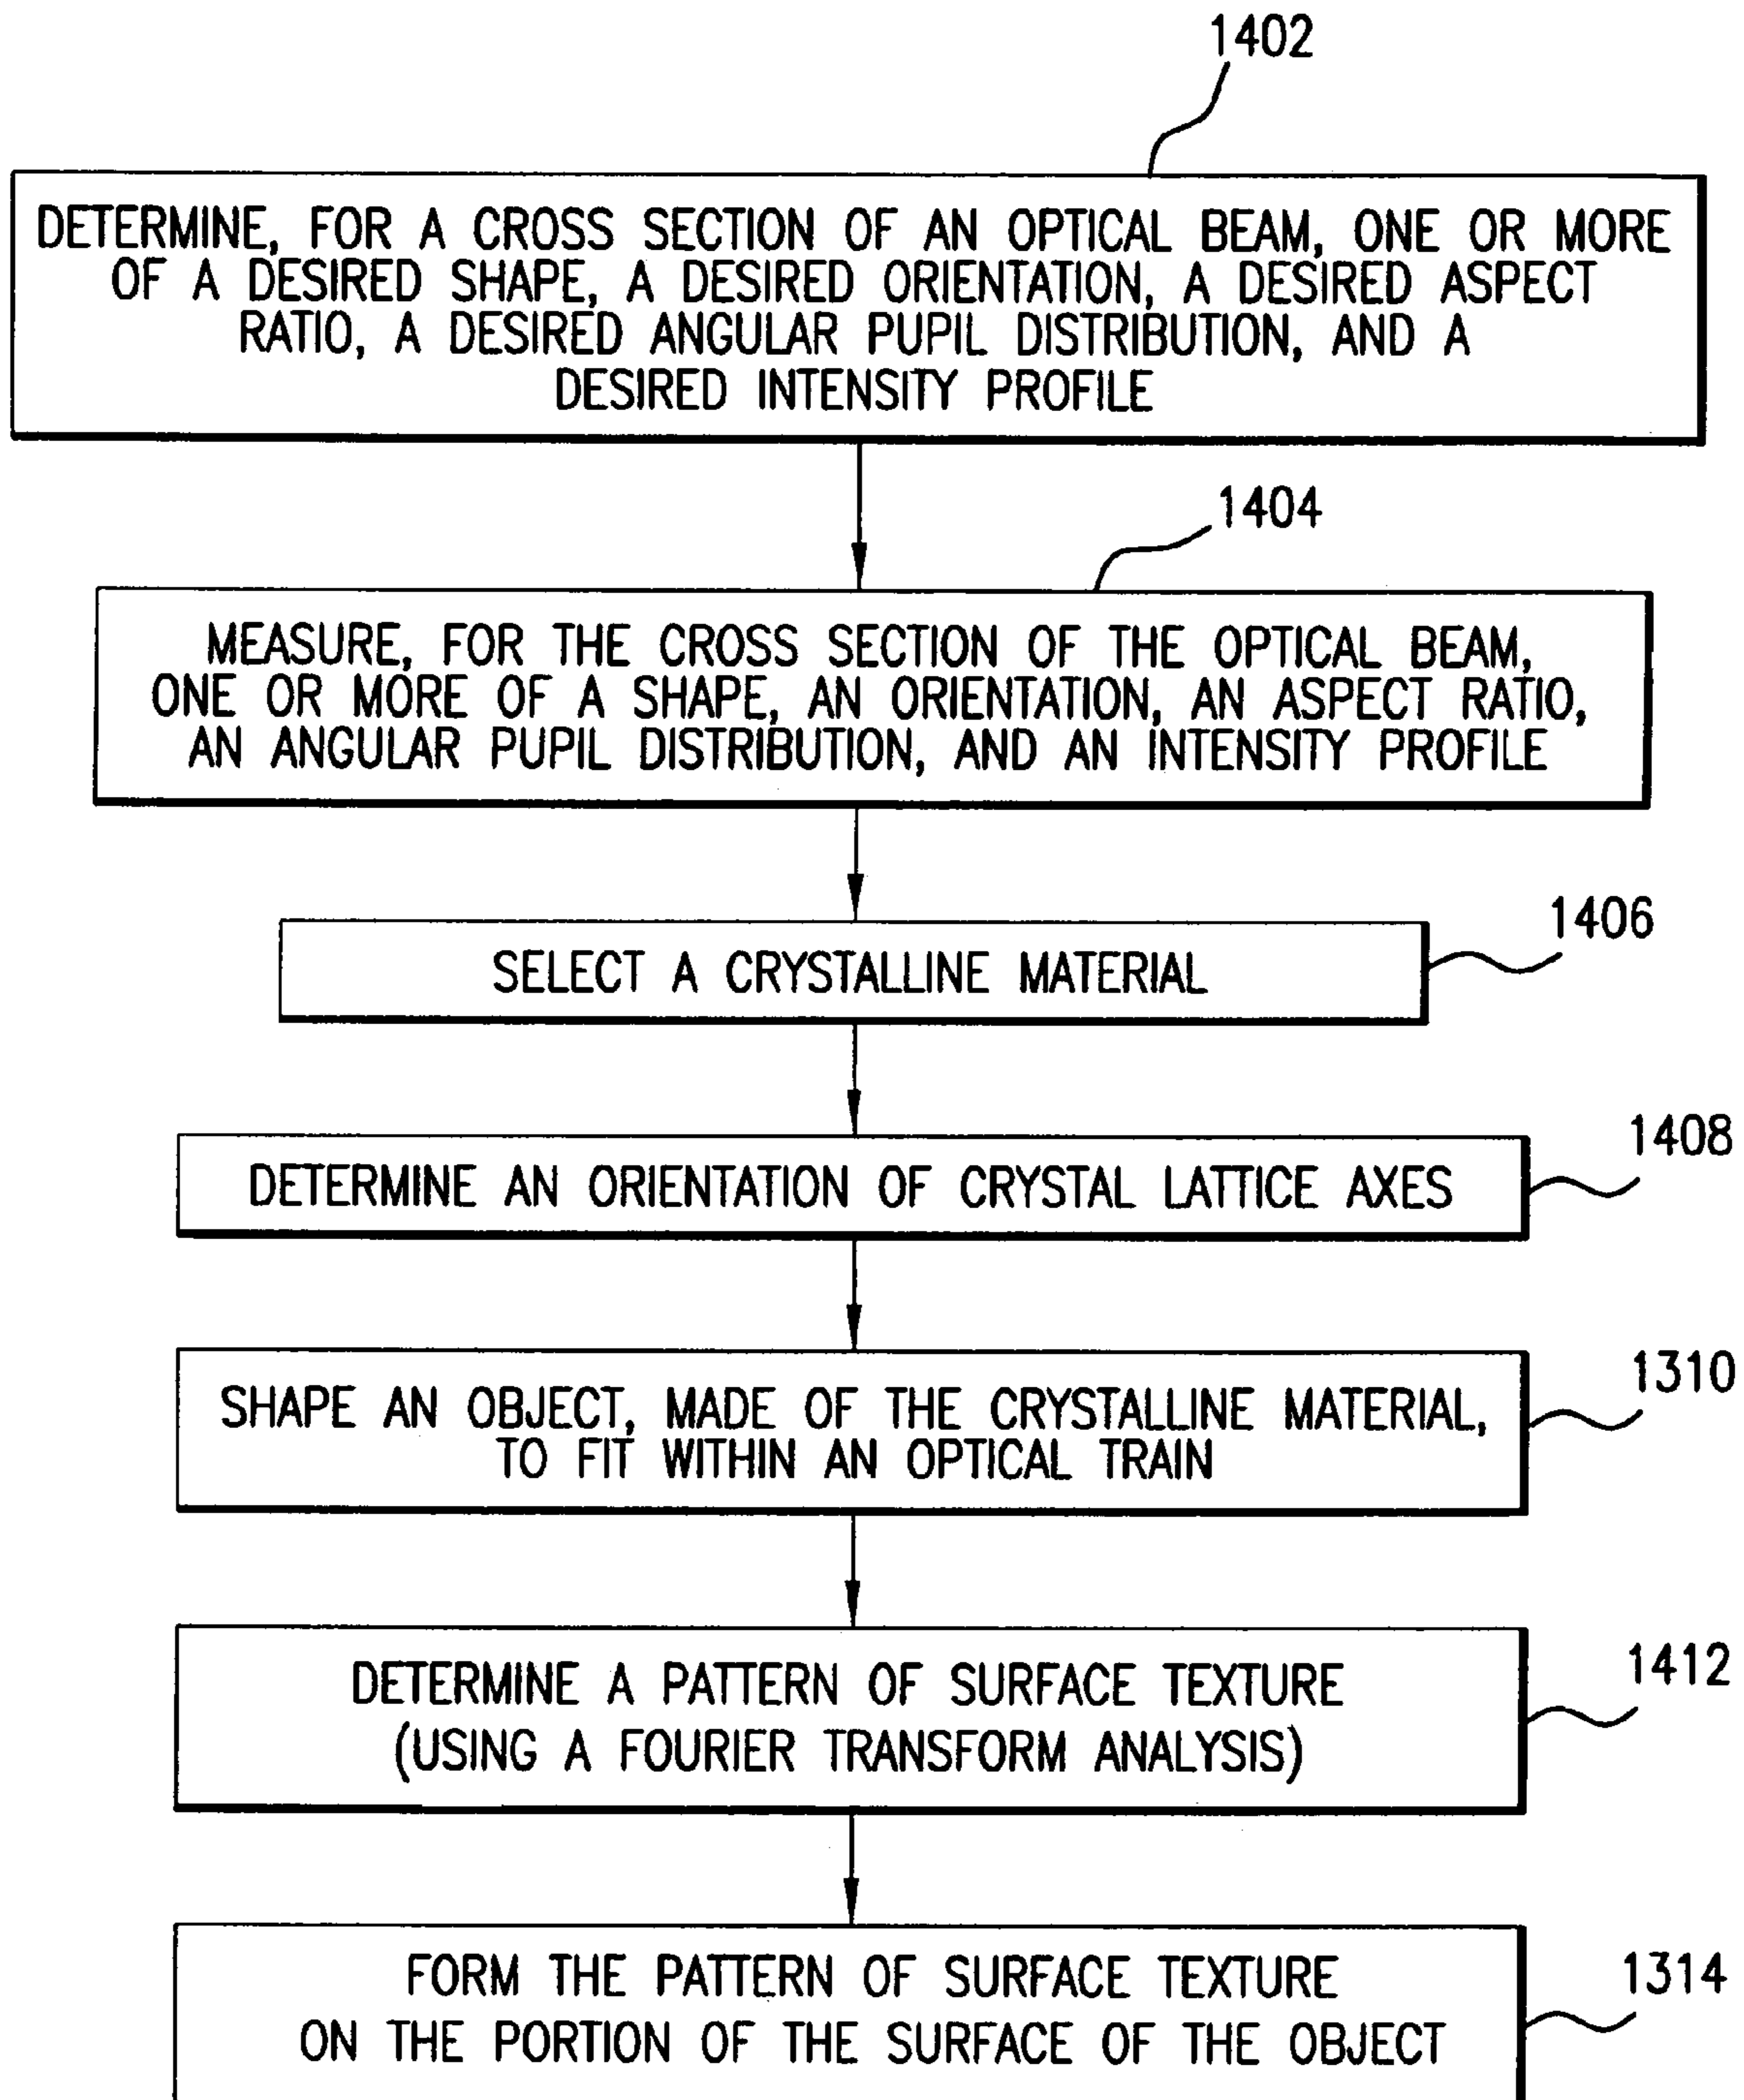 1402
DETERMINE, FOR A CROSS SECTION OF AN OPTICAL BEAM, ONE OR MORE
OF A DESIRED SHAPE, A DESIRED ORIENTATION, A DESIRED ASPECT
RATIO, A DESIRED ANGULAR PUPIL DISTRIBUTION, AND A
DESIRED INTENSITY PROFILE
1404
MEASURE, FOR THE CROSS SECTION OF THE OPTICAL BEAM,
ONE OR MORE OF A SHAPE, AN ORIENTATION, AN ASPECT RATIO,
AN ANGULAR PUPIL DISTRIBUTION, AND AN INTENSITY PROFILE
1406
SELECT A CRYSTALLINE MATERIAL
1408
DETERMINE AN ORIENTATION OF CRYSTAL LATTICE AXES
1310
SHAPE AN OBJECT, MADE OF THE CRYSTALLINE MATERIAL,
TO FIT WITHIN AN OPTICAL TRAIN
1412
DETERMINE A PATTERN OF SURFACE TEXTURE
(USING A FOURIER TRANSFORM ANALYSIS)
1314
FORM THE PATTERN OF SURFACE TEXTURE
ON THE PORTION OF THE SURFACE OF THE OBJECT